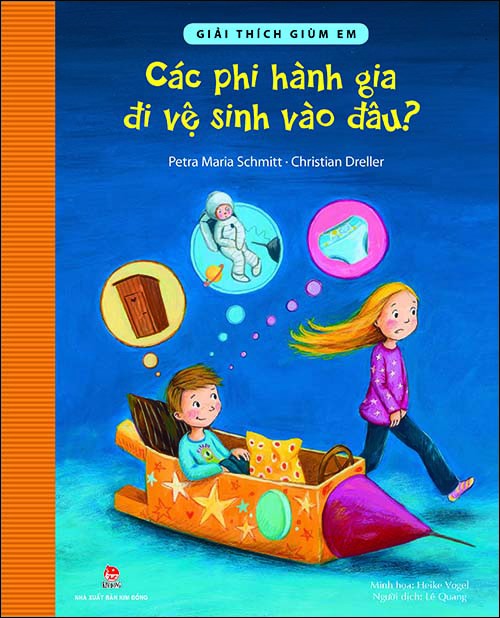 GIẢI THÍCH GIÙM EM
Các phi hành gia
đi vệ sinh vào đâu?
Petra Maria Schmitt · Christian Dreller
Minh họa: Heike Vogel
Người dịch: Lê Quang
NHÀ XUẤT BẢN KIM ĐỒNG